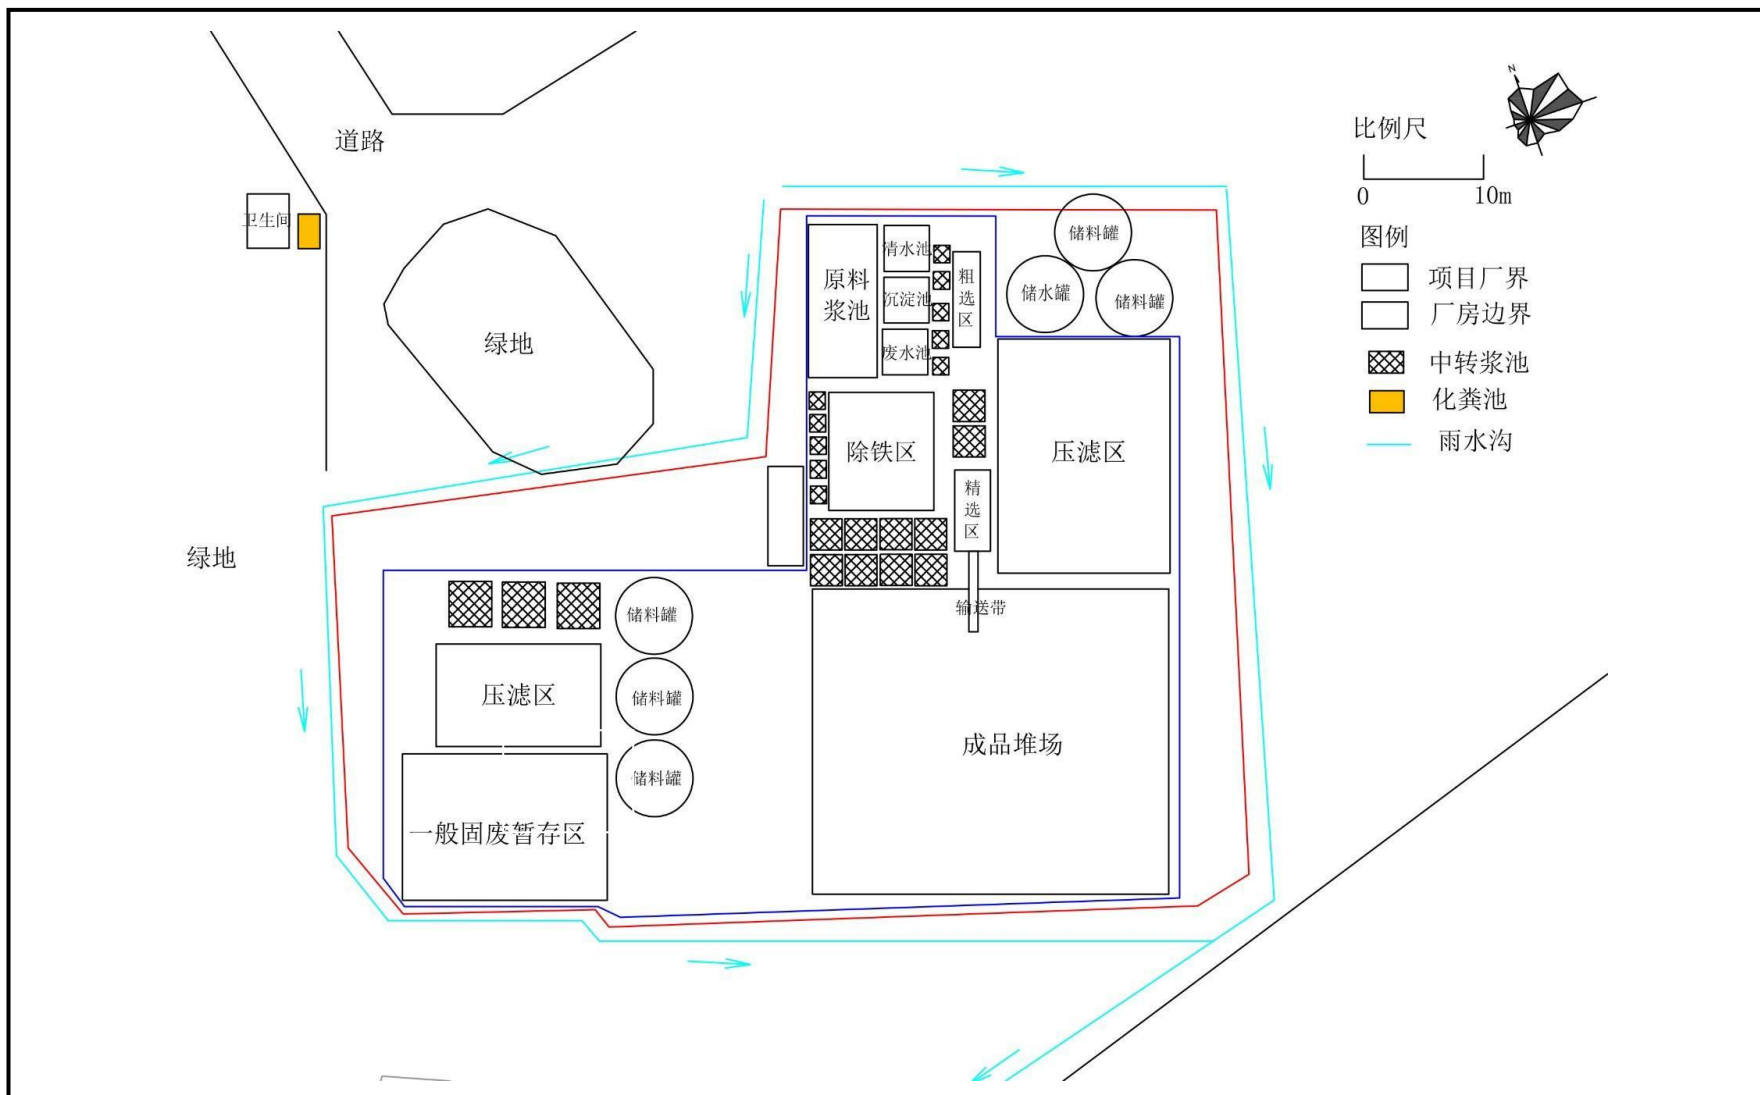 N
比例尺
0 10m
图例
项目厂界
厂房边界
中转浆池
化粪池
雨水沟
道路
卫生间
绿地
绿地
原料
浆池
清水池
沉淀池
废水池
粗
选
区
储料罐
储水罐
储料罐
除铁区
精
选
区
压滤区
输送带
储料罐
压滤区
储料罐
成品堆场
储料罐
一般固废暂存区